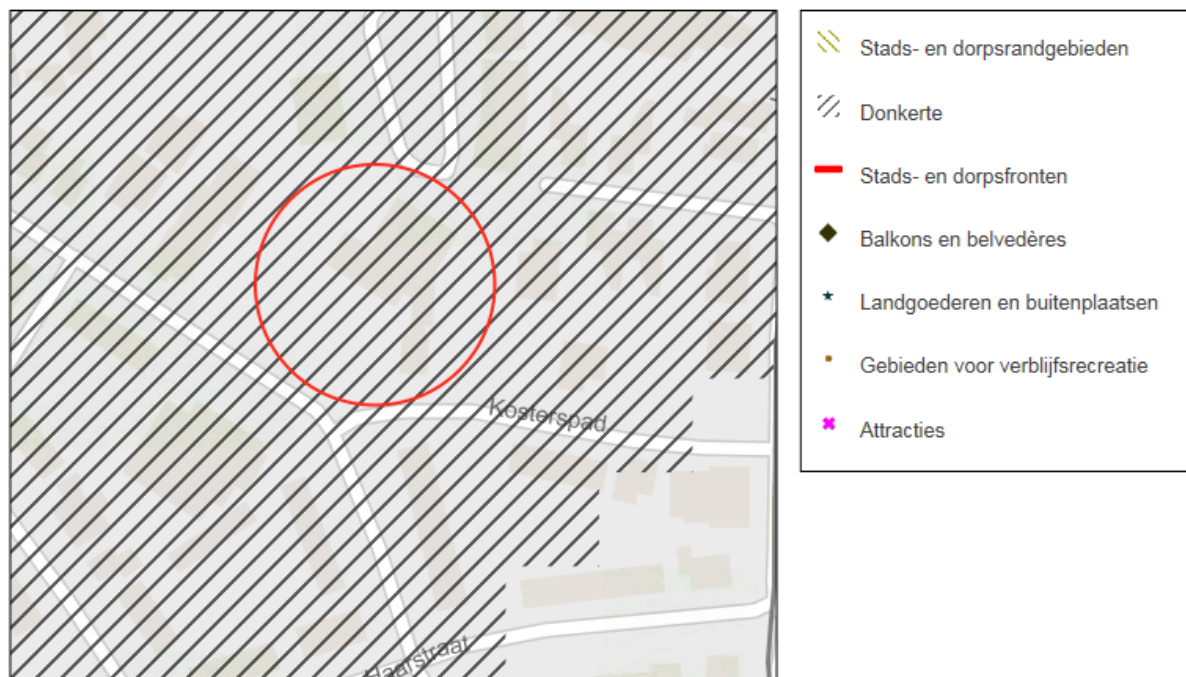 Stads- en dorpsrandgebieden
Donkerte
Stads- en dorpsfronten
Balkons en belvedères
Landgoederen en buitenplaatsen
Gebieden voor verblijfsrecreatie
Attracties
Kosterspad
Haarstraat